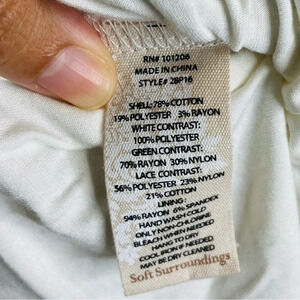 RN# 101206
MADE IN CHINA
STYLE# 2BP16
SHELL: 78% COTTON
19% POLYESTER 3% RAYON
WHITE CONTRAST:
100% POLYESTER
GREEN CONTRAST:
70% RAYON 30% NYLON
LACE CONTRAST:
56% POLYESTER 23% NYLON
21% COTTON
LINING:
94% RAYON 6% SPANDEX
HAND WASH COLD
ONLY NON-CHLORINE
BLEACH WHEN NEEDED
HANG TO DRY
COOL IRON IF NEEDED
MAY BE DRY CLEANED
Soft Surroundings